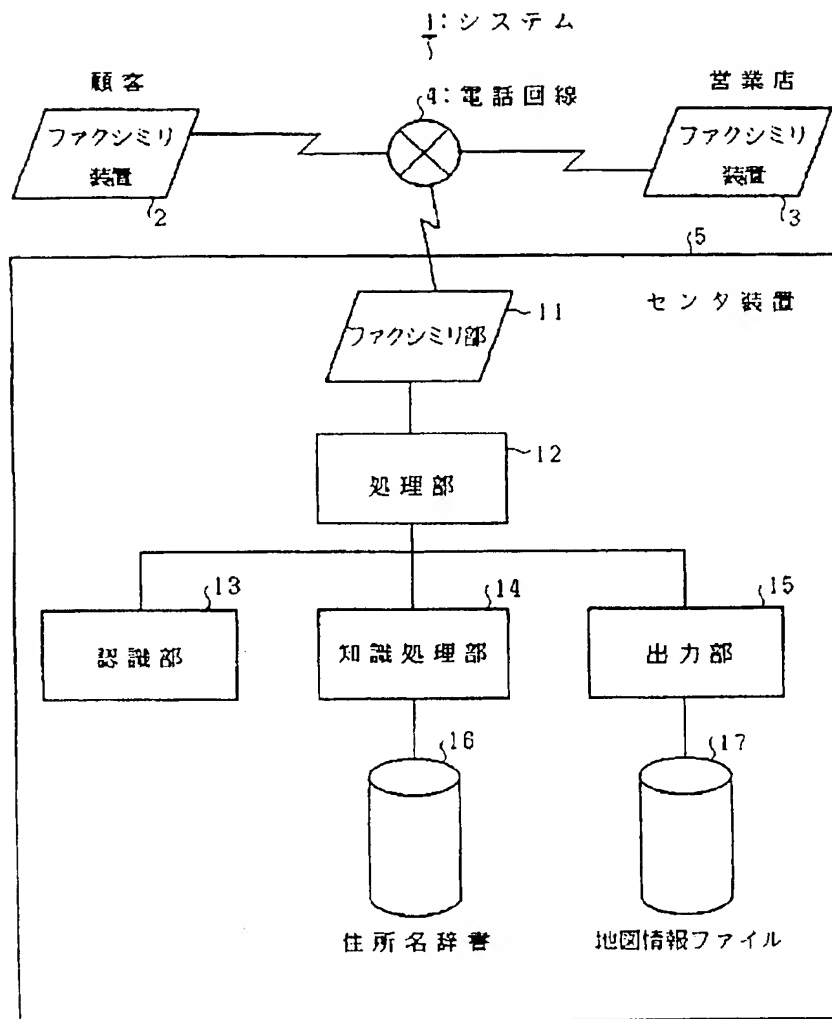 1:システム
顧客
4:電話回線
営業店
ファクシミリ
装置
2
ファクシミリ
装置
3
5
センタ装置
ファクシミリ部
11
処理部
12
13
認識部
14
知識処理部
15
出力部
16
住所名辞書
17
地図情報ファイル